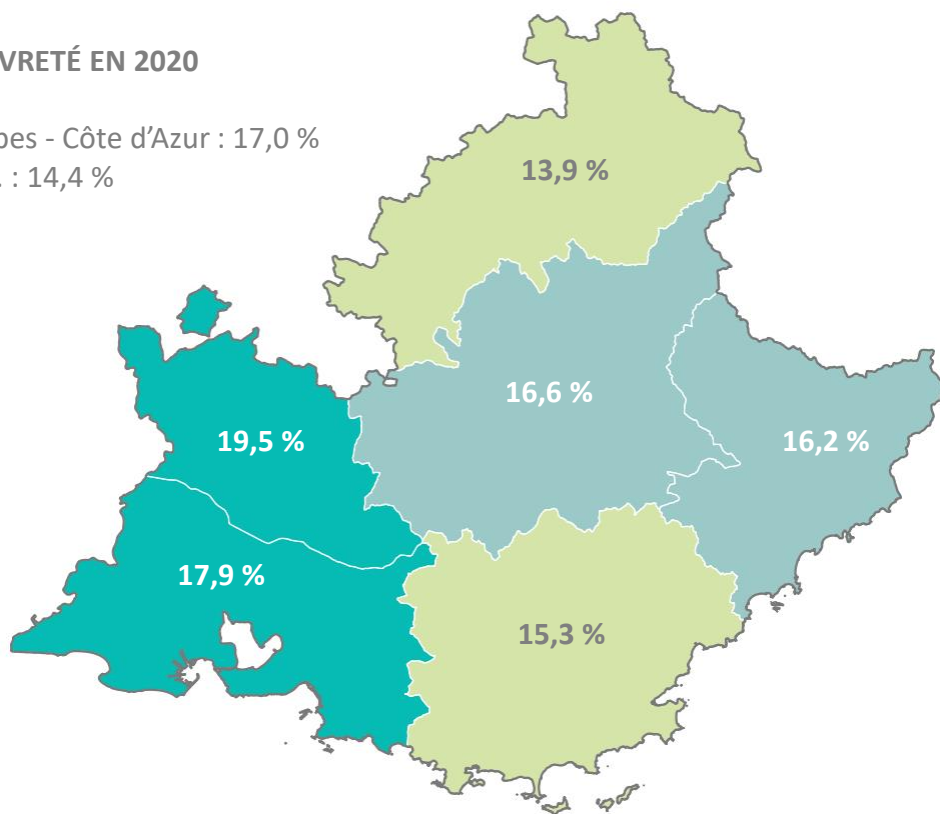 VRETÉ EN 2020
pes - Côte d'Azur : 17,0 %
. : 14,4 %
13,9 %
16,6 %
16,2 %
19,5 %
17,9 %
15,3 %